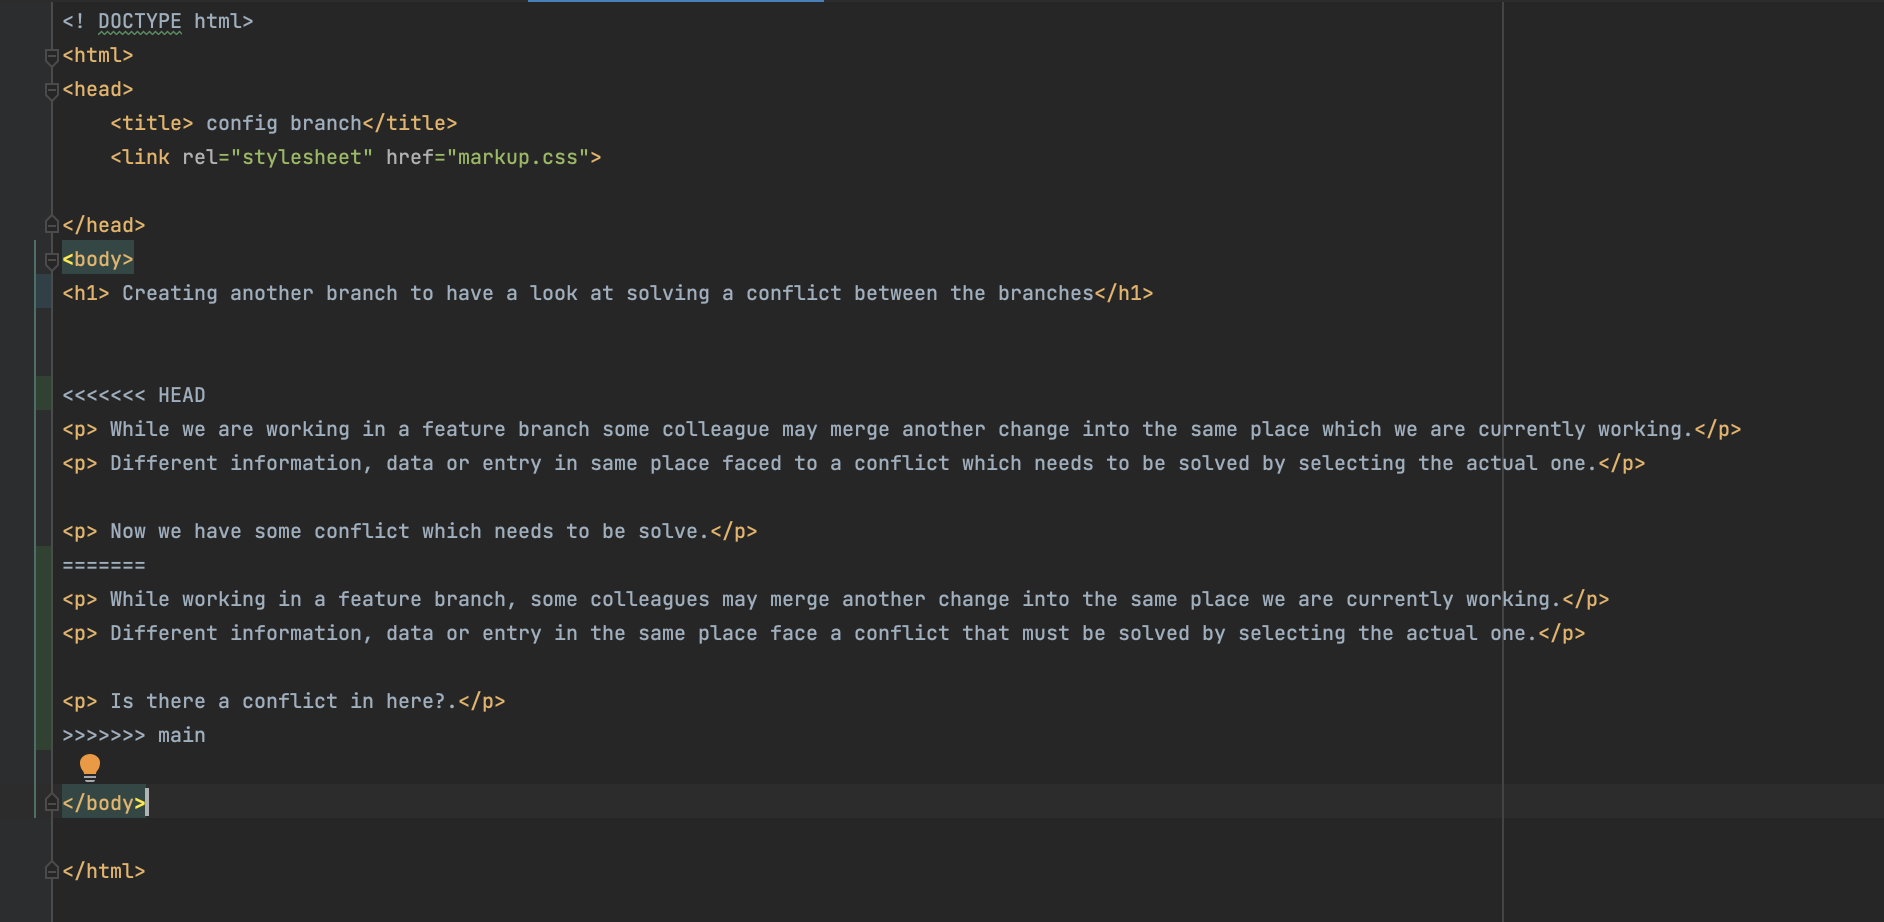 <! DOCTYPE html>
<html>
<head>
    <title> config branch</title>
    <link rel="stylesheet" href="markup.css">

</head>
<body>
<h1> Creating another branch to have a look at solving a conflict between the branches</h1>


<<<<<<< HEAD
<p> While we are working in a feature branch some colleague may merge another change into the same place which we are currently working.</p>
<p> Different information, data or entry in same place faced to a conflict which needs to be solved by selecting the actual one.</p>

<p> Now we have some conflict which needs to be solve.</p>
=======
<p> While working in a feature branch, some colleagues may merge another change into the same place we are currently working.</p>
<p> Different information, data or entry in the same place face a conflict that must be solved by selecting the actual one.</p>

<p> Is there a conflict in here?.</p>
>>>>>>> main

</body>

</html>